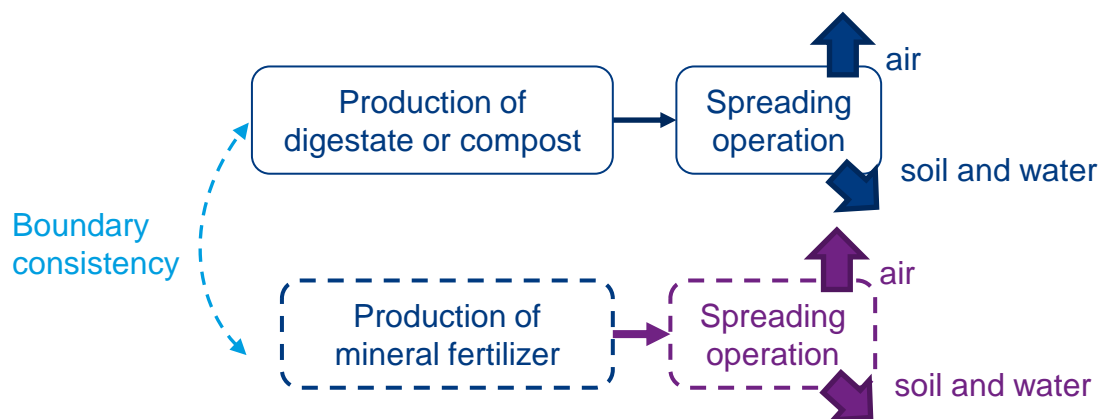 air
Production of
digestate or compost
Spreading
operation
soil and water
Boundary
consistency
air
Production of
mineral fertilizer
Spreading
operation
soil and water